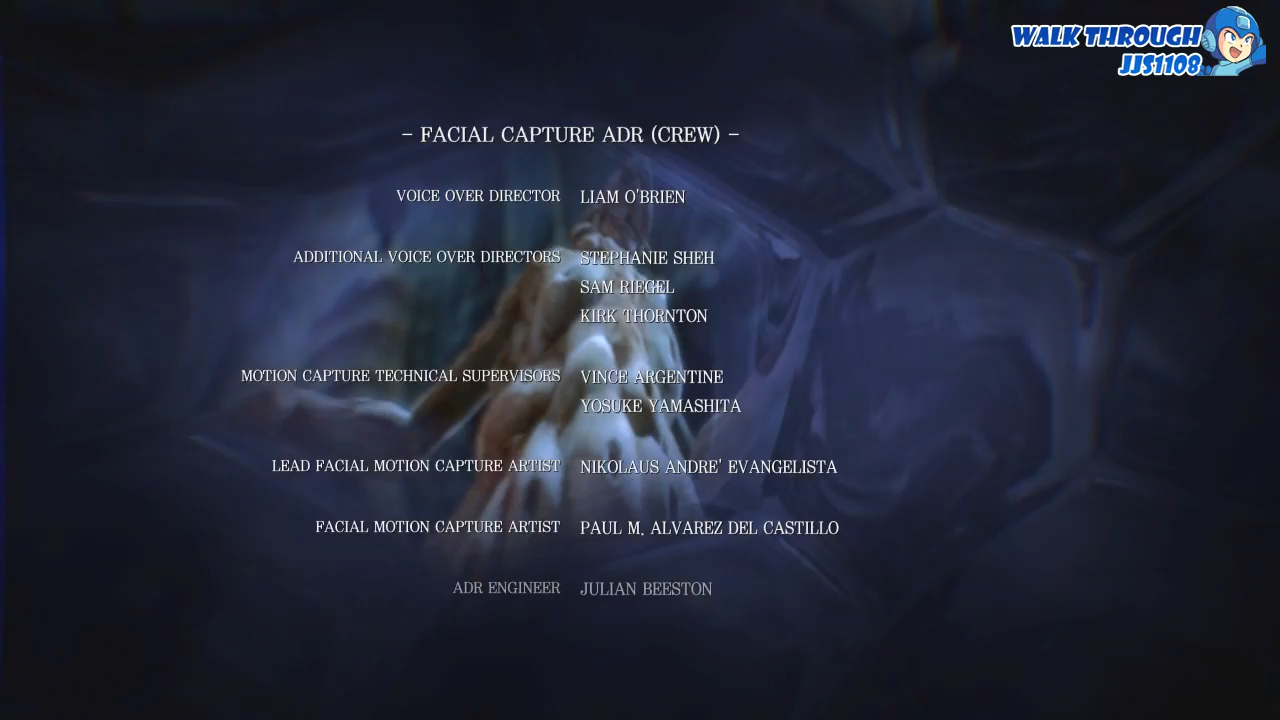 WALK THROUGH
JJS1108
- FACIAL CAPTURE ADR (CREW) -
VOICE OVER DIRECTOR LIAM O'BRIEN
ADDITIONAL VOICE OVER DIRECTORS STEPHANIE SHEH
SAM RIEGEL
KIRK THORNTON
MOTION CAPTURE TECHNICAL SUPERVISORS VINCE ARGENTINE
YOSUKE YAMASHITA
LEAD FACIAL MOTION CAPTURE ARTIST NIKOLAUS ANDRE' EVANGELISTA
FACIAL MOTION CAPTURE ARTIST PAUL M. ALVAREZ DEL CASTILLO
ADR ENGINEER JULIAN BEESTON